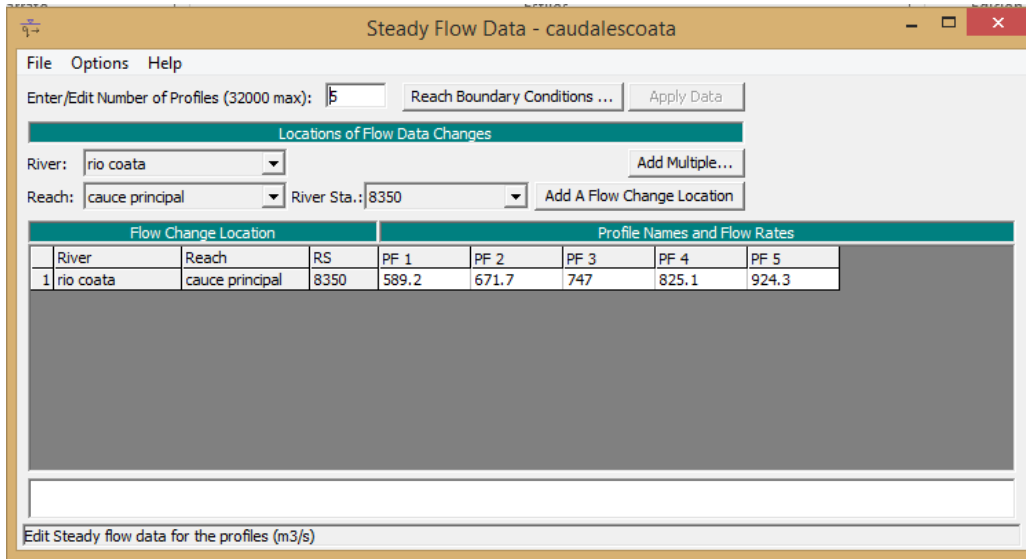 Steady Flow Data - caudalescoata
File Options Help
Enter/Edit Number of Profiles (32000 max): 5 Reach Boundary Conditions ... Apply Data
Locations of Flow Data Changes
River: rio coata Add Multiple...
Reach: cauce principal River Sta.: 8350 Add A Flow Change Location
Flow Change Location Profile Names and Flow Rates
River Reach RS PF 1 PF 2 PF 3 PF 4 PF 5
1 rio coata cauce principal 8350 589.2 671.7 747 825.1 924.3
Edit Steady flow data for the profiles (m3/s)